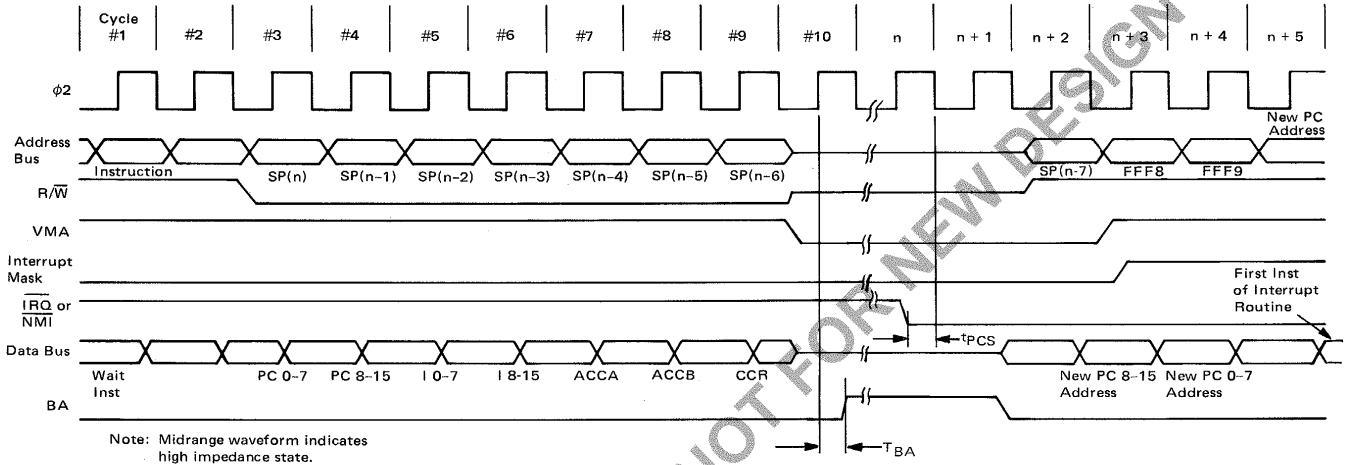 Cycle
#1 #2 #3 #4 #5 #6 #7 #8 #9 #10 n n + 1 n + 2 n + 3 n + 4 n + 5
ϕ2
New PC
Address
Address
Bus
Instruction SP(n) SP(n-1) SP(n-2) SP(n-3) SP(n-4) SP(n-5) SP(n-6) SP(n-7) FFF8 FFF9
R/W̅
VMA
Interrupt
Mask
First Inst
of Interrupt
Routine
I̅R̅Q̅ or
N̅M̅I̅
tPCS
Data Bus
Wait
Inst
PC 0-7 PC 8-15 I 0-7 I 8-15 ACCA ACCB CCR
New PC 8-15
Address
New PC 0-7
Address
BA
TBA
Note: Midrange waveform indicates
high impedance state.
NOT FOR NEW DESIGN